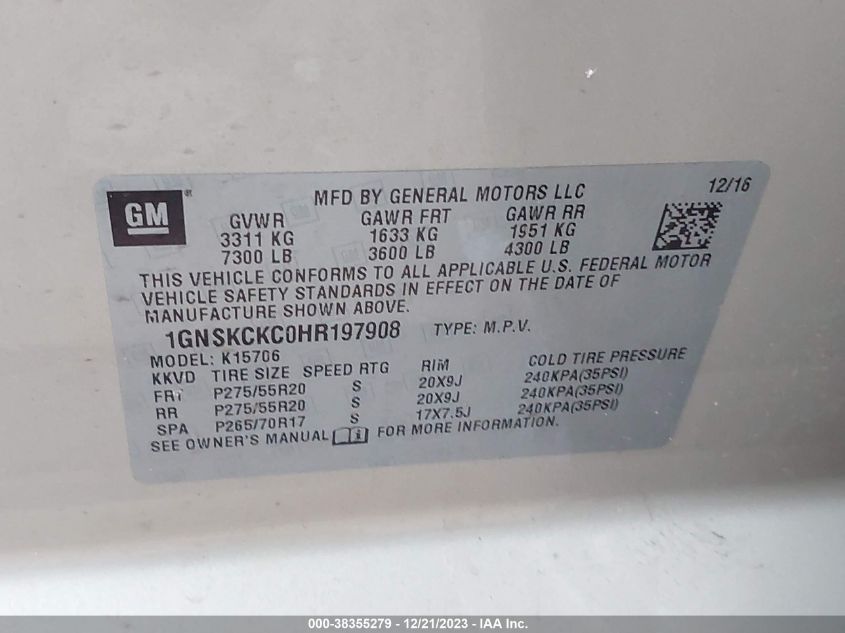 GM
MFD BY GENERAL MOTORS LLC
12/16
GVWR GAWR FRT GAWR RR
3311 KG 1633 KG 1951 KG
7300 LB 3600 LB 4300 LB
THIS VEHICLE CONFORMS TO ALL APPLICABLE U.S. FEDERAL MOTOR
VEHICLE SAFETY STANDARDS IN EFFECT ON THE DATE OF
MANUFACTURE SHOWN ABOVE.
1GNSKCKC0HR197908 TYPE: M.P.V.
MODEL: K15706
KKVD TIRE SIZE SPEED RTG RIM COLD TIRE PRESSURE
FRT P275/55R20 S 20X9J 240KPA(35PSI)
RR P275/55R20 S 20X9J 240KPA(35PSI)
SPA P265/70R17 S 17X7.5J 240KPA(35PSI)
SEE OWNER'S MANUAL FOR MORE INFORMATION.
000-38355279 - 12/21/2023 - IAA Inc.